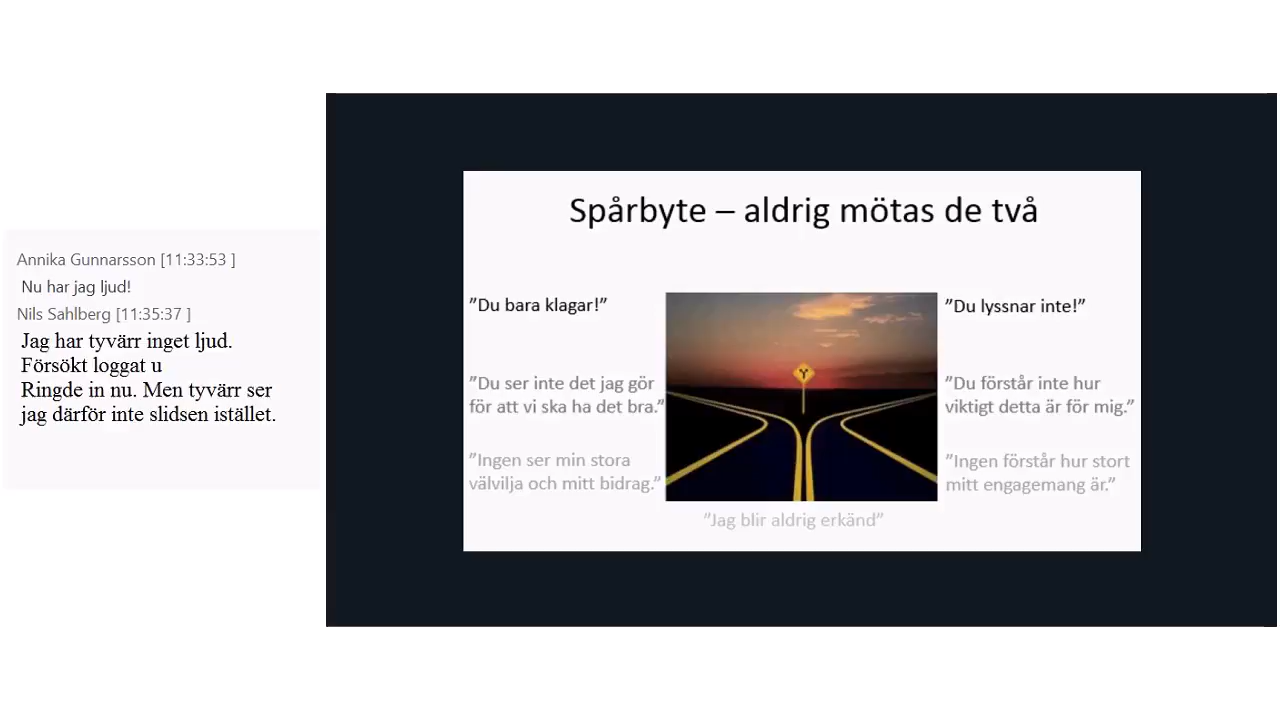 Annika Gunnarsson [11:33:53 ]
Nu har jag ljud!
Nils Sahlberg [11:35:37 ]
Jag har tyvärr inget ljud.
Försökt loggat u
Ringde in nu. Men tyvärr ser
jag därför inte slidsen istället.
Spårbyte – aldrig mötas de två
”Du bara klagar!”
”Du ser inte det jag gör
för att vi ska ha det bra.”
”Ingen ser min stora
välvilja och mitt bidrag.”
”Du lyssnar inte!”
”Du förstår inte hur
viktigt detta är för mig.”
”Ingen förstår hur stort
mitt engagemang är.”
”Jag blir aldrig erkänd”